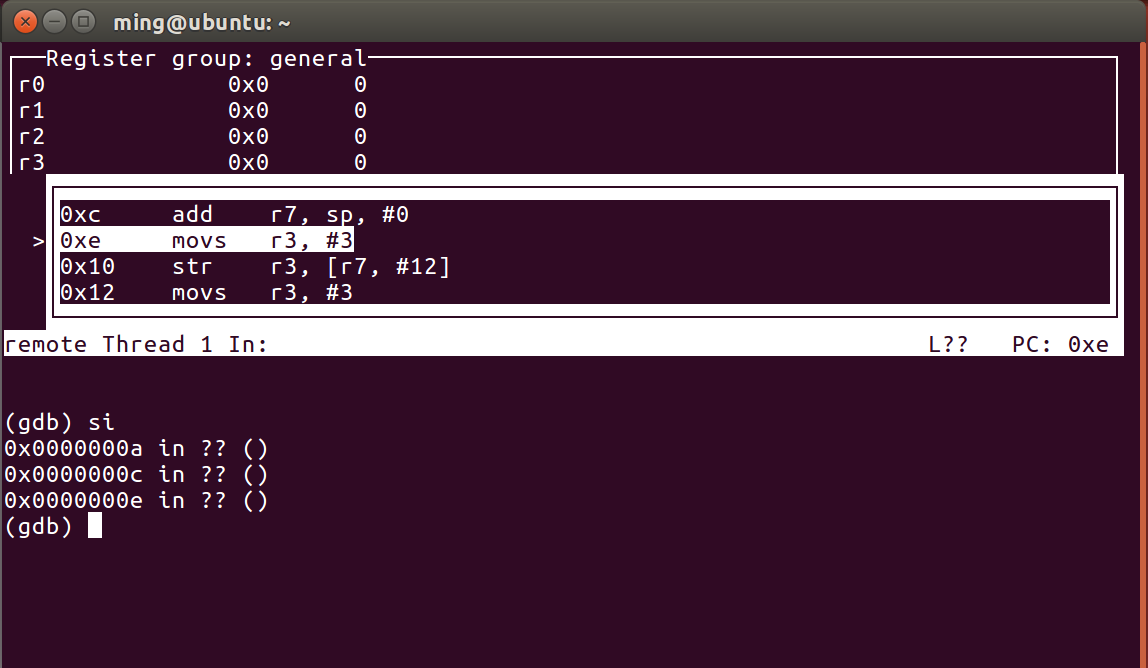 ming@ubuntu: ~
Register group: general
r0 0x0 0
r1 0x0 0
r2 0x0 0
r3 0x0 0
0xc add r7, sp, #0
> 0xe movs r3, #3
0x10 str r3, [r7, #12]
0x12 movs r3, #3
remote Thread 1 In: L?? PC: 0xe
(gdb) si
0x0000000a in ?? ()
0x0000000c in ?? ()
0x0000000e in ?? ()
(gdb)